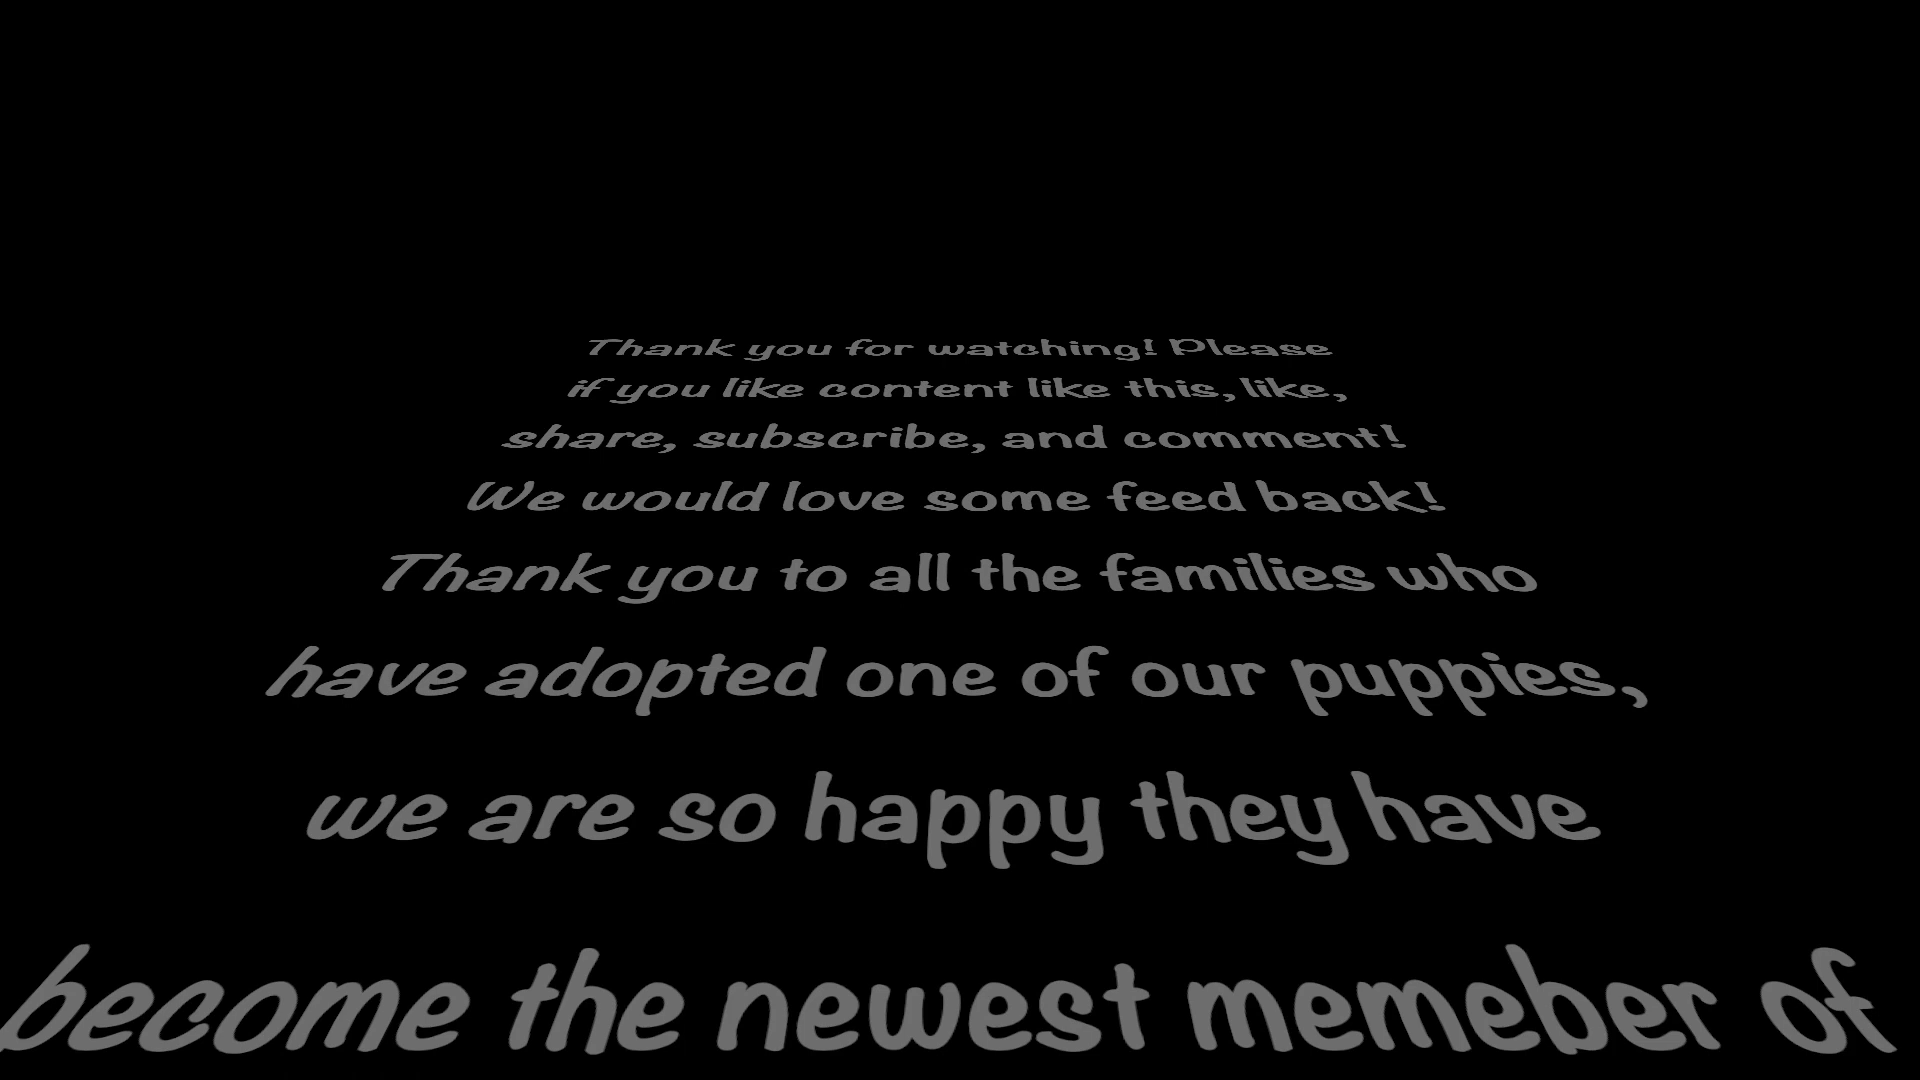 Thank you for watching! Please
if you like content like this, like,
share, subscribe, and comment!
We would love some feed back!
Thank you to all the families who
have adopted one of our puppies,
we are so happy they have
become the newest memeber of